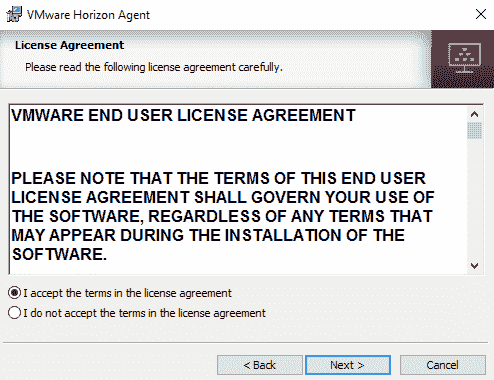 VMware Horizon Agent
License Agreement
Please read the following license agreement carefully.
VMWARE END USER LICENSE AGREEMENT
PLEASE NOTE THAT THE TERMS OF THIS END USER
LICENSE AGREEMENT SHALL GOVERN YOUR USE OF
THE SOFTWARE, REGARDLESS OF ANY TERMS THAT
MAY APPEAR DURING THE INSTALLATION OF THE
SOFTWARE.
I accept the terms in the license agreement
I do not accept the terms in the license agreement
< Back Next > Cancel